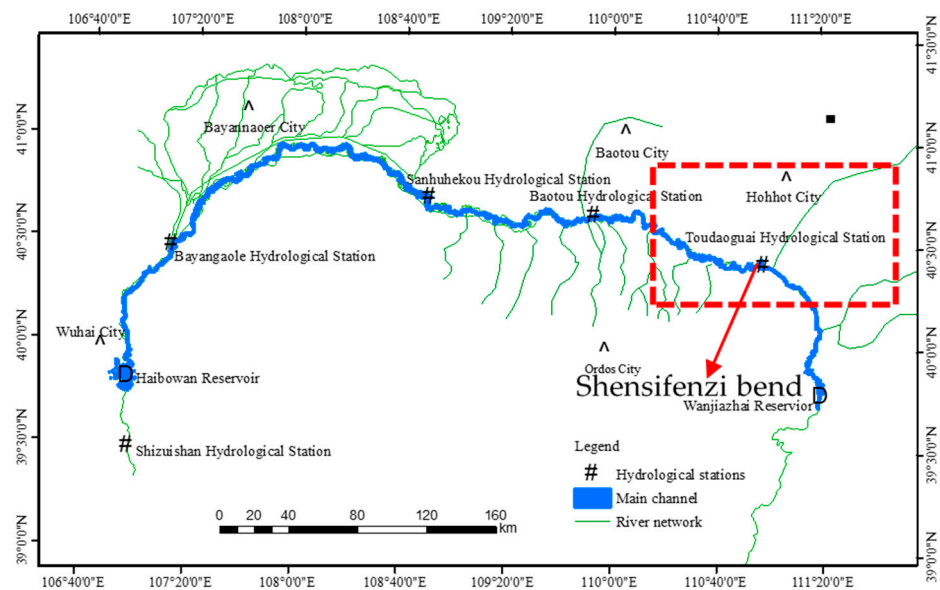 106°40'0"E 107°20'0"E 108°0'0"E 108°40'0"E 109°20'0"E 110°0'0"E 110°40'0"E 111°20'0"E
41°30'0"N
41°0'0"N
40°30'0"N
40°0'0"N
39°30'0"N
39°0'0"N
^
Bayannaoer City
^
Baotou City
Sanhuhekou Hydrological Station
#
^
Hohhot City
Baotou Hydrological Station
#
#
Bayangaole Hydrological Station
Toudaoguai Hydrological Station
#
Wuhai City
^
^
Ordos City
D
Haibowan Reservoir
Shensifenzi bend
Wanjiazhai Reservior
D
#
Shizuishan Hydrological Station
Legend
# Hydrological stations
Main channel
River network
0 20 40 80 120 160
km
41°0'0"N
40°30'0"N
40°0'0"N
39°30'0"N
39°0'0"N
106°40'0"E 107°20'0"E 108°0'0"E 108°40'0"E 109°20'0"E 110°0'0"E 110°40'0"E 111°20'0"E